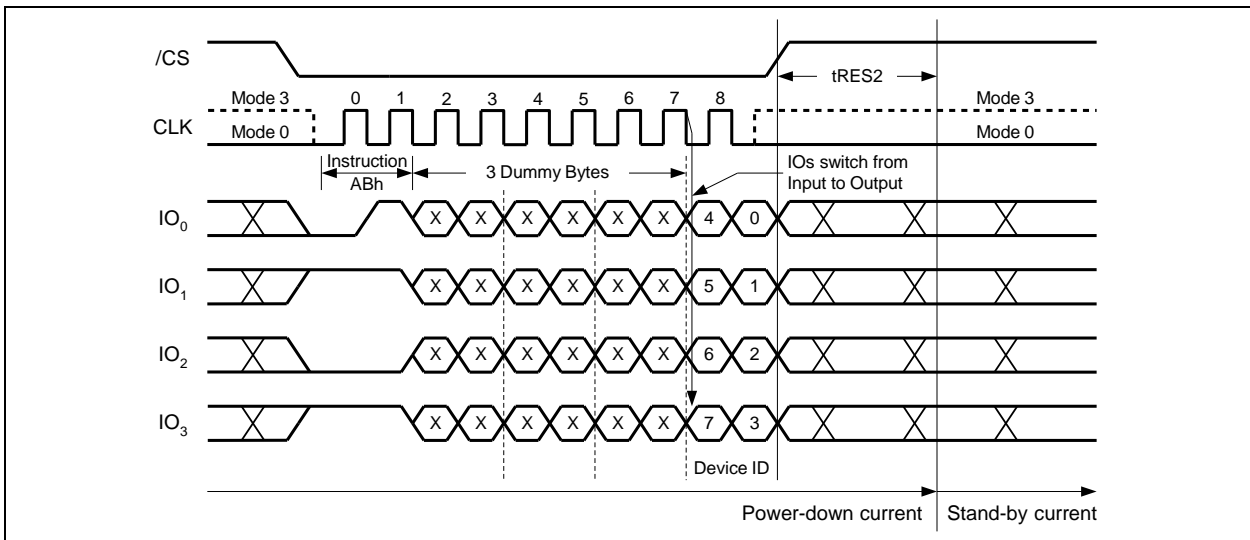 /CS
tRES2
Mode 3 0 1 2 3 4 5 6 7 8 Mode 3
CLK
Mode 0 Mode 0
Instruction
ABh
3 Dummy Bytes
IOs switch from
Input to Output
IO0 X X X X X X 4 0
IO1 X X X X X X 5 1
IO2 X X X X X X 6 2
IO3 X X X X X X 7 3
Device ID
Power-down current Stand-by current